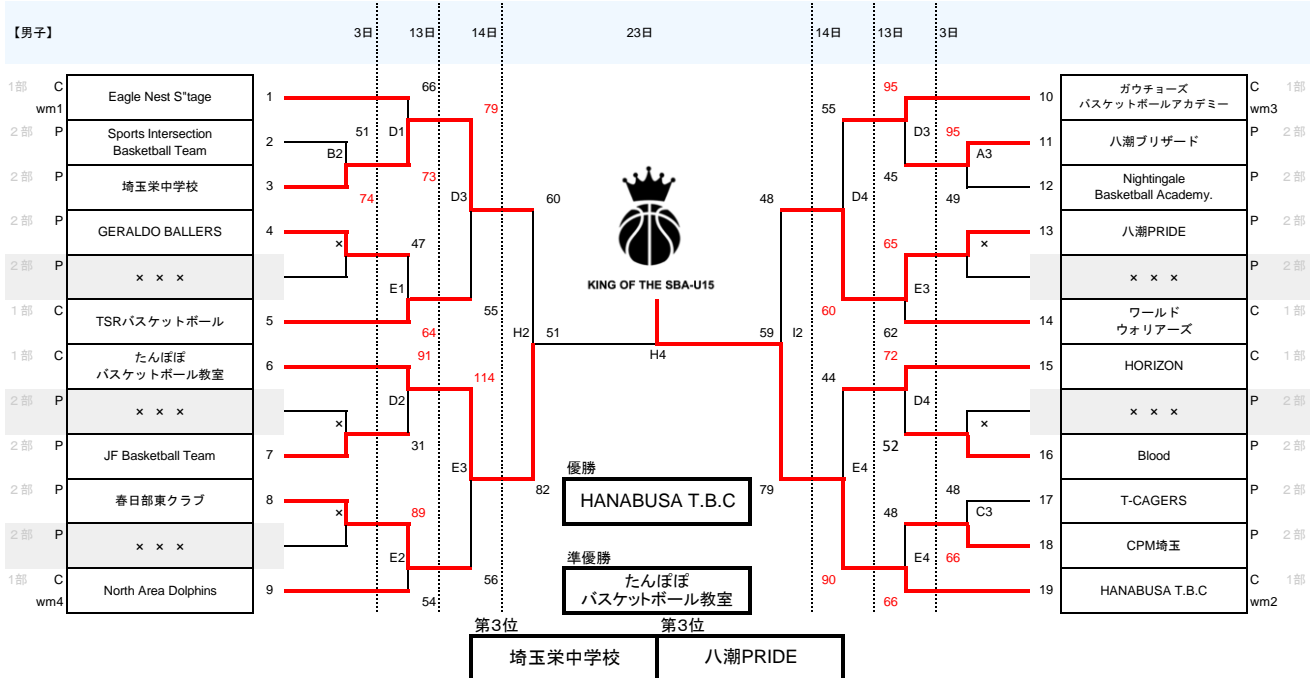 【男子】 3日 13日 14日 23日 14日 13日 3日
1部 C 66 95 ガウチョーズ C 1部
Eagle Nest S"tage 1 79 55 10 バスケットボールアカデミー
wm1 wm3
2部 P Sports Intersection 51 D1 D3 95 P 2部
Basketball Team 2 11 八潮ブリザード
B2 A3
2部 P 埼玉栄中学校 3 73 45 12 Nightingale P 2部
74 D3 D4 49 Basketball Academy.
60 48
2部 P GERALDO BALLERS 4 65 13 八潮PRIDE P 2部
× 47 ×
2部 P × × × × × × P 2部
KING OF THE SBA-U15
E1 E3
1部 C TSRバスケットボール 5 55 60 14 ワールド C 1部
ウォリアーズ
64 H2 51 59 I2 62
H4
1部 C たんぽぽ 91 44 72 C 1部
バスケットボール教室 6 114 15 HORIZON
2部 P × × × D2 D4 × × × P 2部
× ×
2部 P JF Basketball Team 7 31 52 16 Blood P 2部
E3 E4
優勝
2部 P 春日部東クラブ 8 82 HANABUSA T.B.C 79 48 17 T-CAGERS P 2部
× 89 48 C3
2部 P × × × 18 CPM埼玉 P 2部
E2 準優勝 E4 66
1部 C North Area Dolphins 9 56 たんぽぽ 90 19 HANABUSA T.B.C C 1部
バスケットボール教室
wm4 54 66 wm2
第3位 第3位
埼玉栄中学校 八潮PRIDE